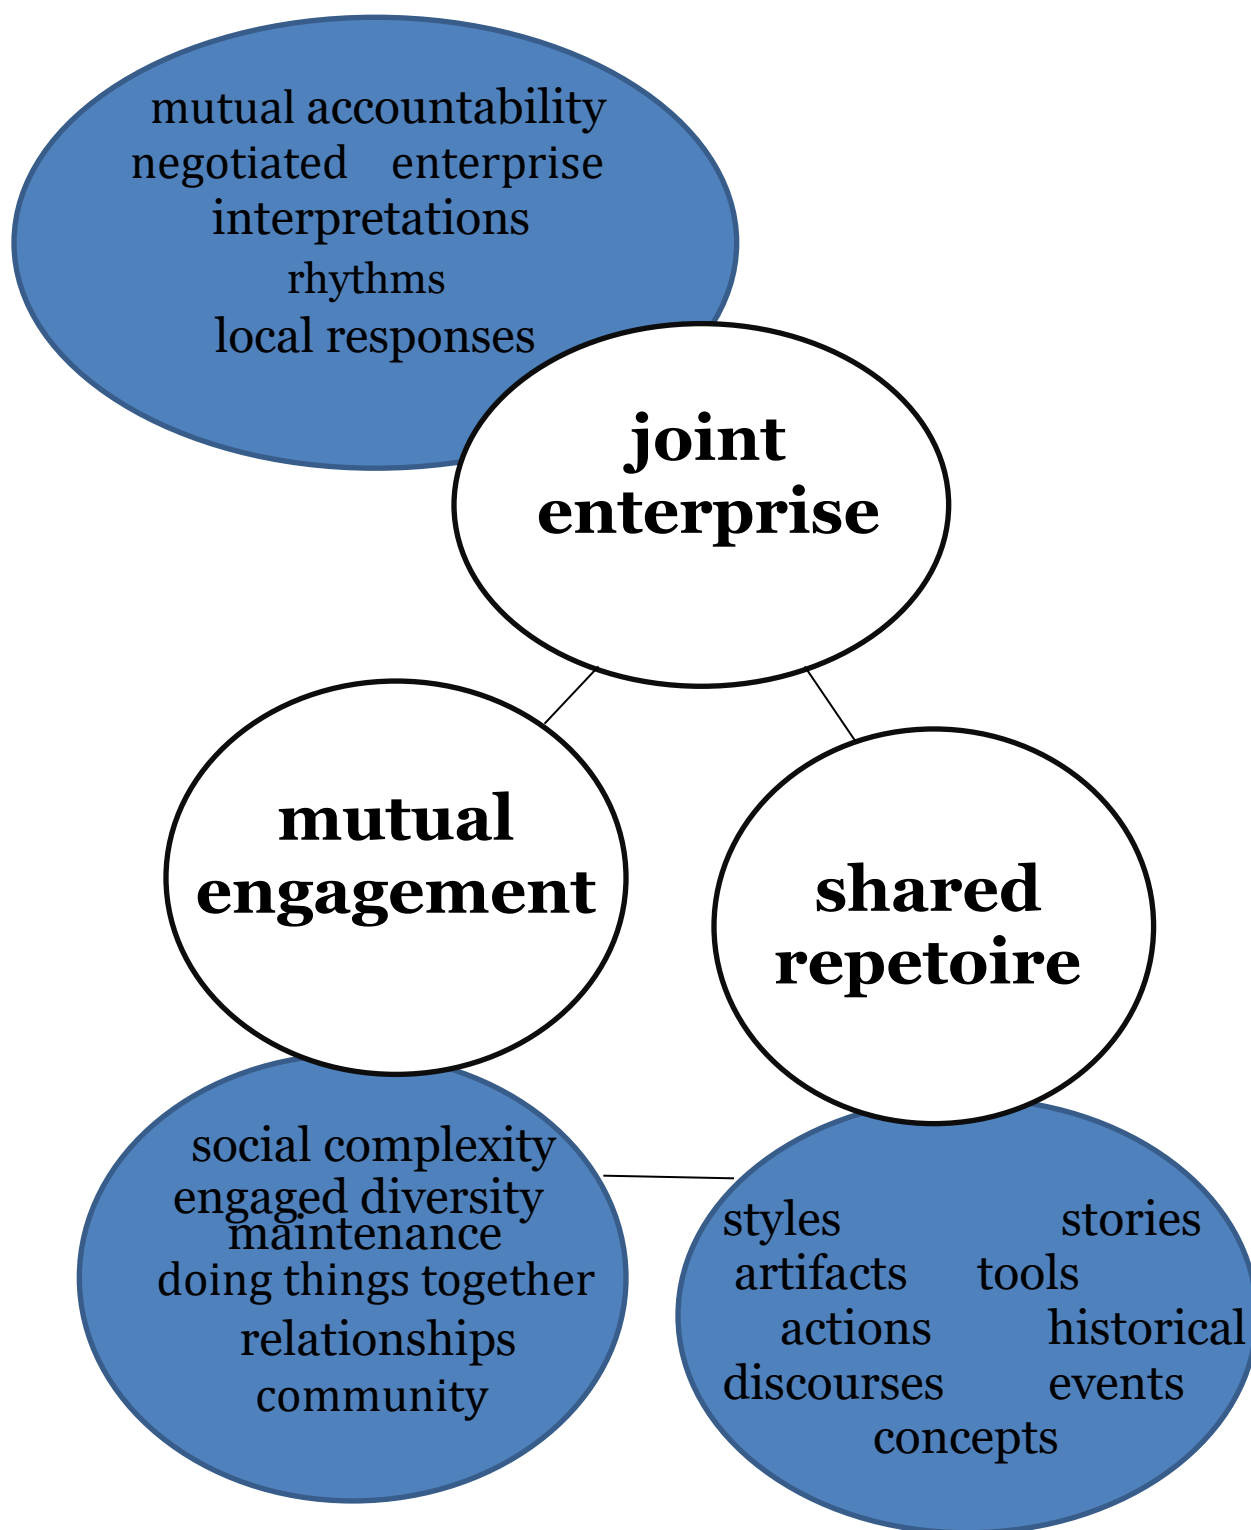 mutual accountability
negotiated enterprise
interpretations
rhythms
local responses
joint
enterprise
mutual
engagement
shared
repetoire
social complexity
engaged diversity
maintenance
doing things together
relationships
community
styles stories
artifacts tools
actions historical
discourses events
concepts